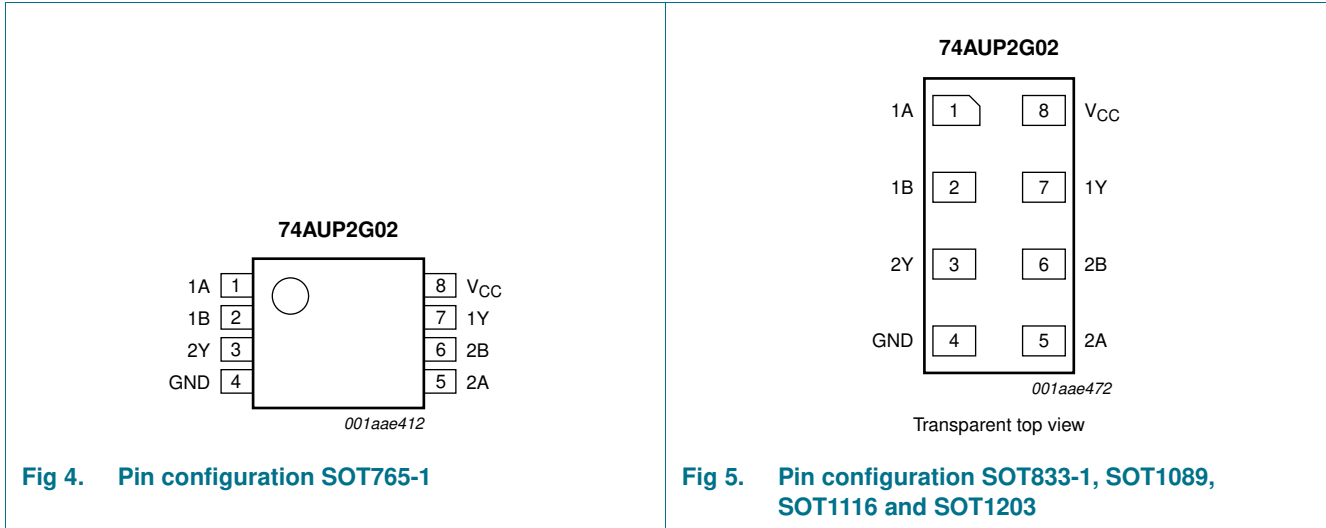 74AUP2G02
1A 1 8 VCC
1B 2 7 1Y
2Y 3 6 2B
GND 4 5 2A
001aae412
Fig 4. Pin configuration SOT765-1
74AUP2G02
1A 1 8 VCC
1B 2 7 1Y
2Y 3 6 2B
GND 4 5 2A
001aae472
Transparent top view
Fig 5. Pin configuration SOT833-1, SOT1089,
SOT1116 and SOT1203